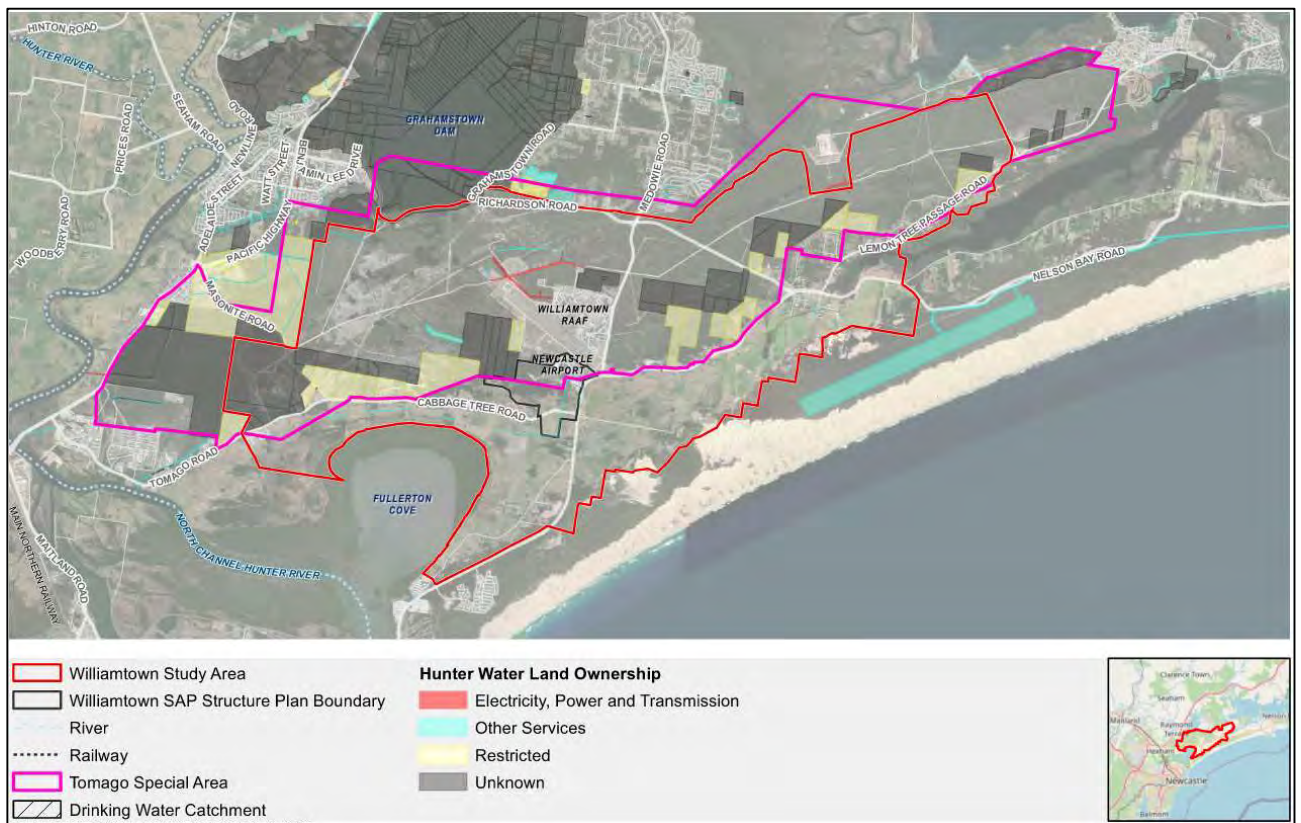 HINTON ROAD
HUNTER RIVER
SEAHAM ROAD
PRICES ROAD
NEWLINE
ROAD
WATT STREET
BENJAMIN LEE DRIVE
ADELAIDE STREET
PACIFIC HIGHWAY
WOODBERRY ROAD
MASONITE ROAD
GRAHAMSTOWN
DAM
GRAHAMSTOWN ROAD
RICHARDSON ROAD
MEDOWIE ROAD
LEMON TREE PASSAGE ROAD
NELSON BAY ROAD
WILLIAMTOWN
RAAF
NEWCASTLE
AIRPORT
CABBAGE TREE ROAD
TOMAGO ROAD
FULLERTON
COVE
NORTH CHANNEL HUNTER RIVER
MAITLAND ROAD
MAIN NORTHERN RAILWAY
Williamtown Study Area
Williamtown SAP Structure Plan Boundary
River
Railway
Tomago Special Area
Drinking Water Catchment
Hunter Water Land Ownership
Electricity, Power and Transmission
Other Services
Restricted
Unknown
Clarence Town
Seaham
Maitland
Raymond
Terrace
Nelson
Hexham
Newcastle
Belmont